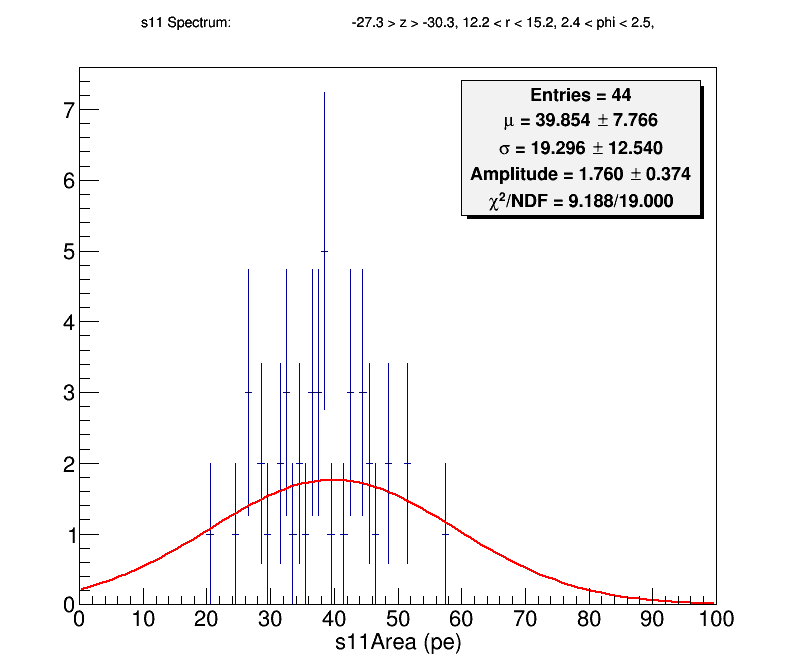 s11 Spectrum: -27.3 > z > -30.3, 12.2 < r < 15.2, 2.4 < phi < 2.5,
Entries = 44
μ = 39.854 ± 7.766
σ = 19.296 ± 12.540
Amplitude = 1.760 ± 0.374
χ²/NDF = 9.188/19.000
7
6
5
4
3
2
1
0
0 10 20 30 40 50 60 70 80 90 100
s11Area (pe)